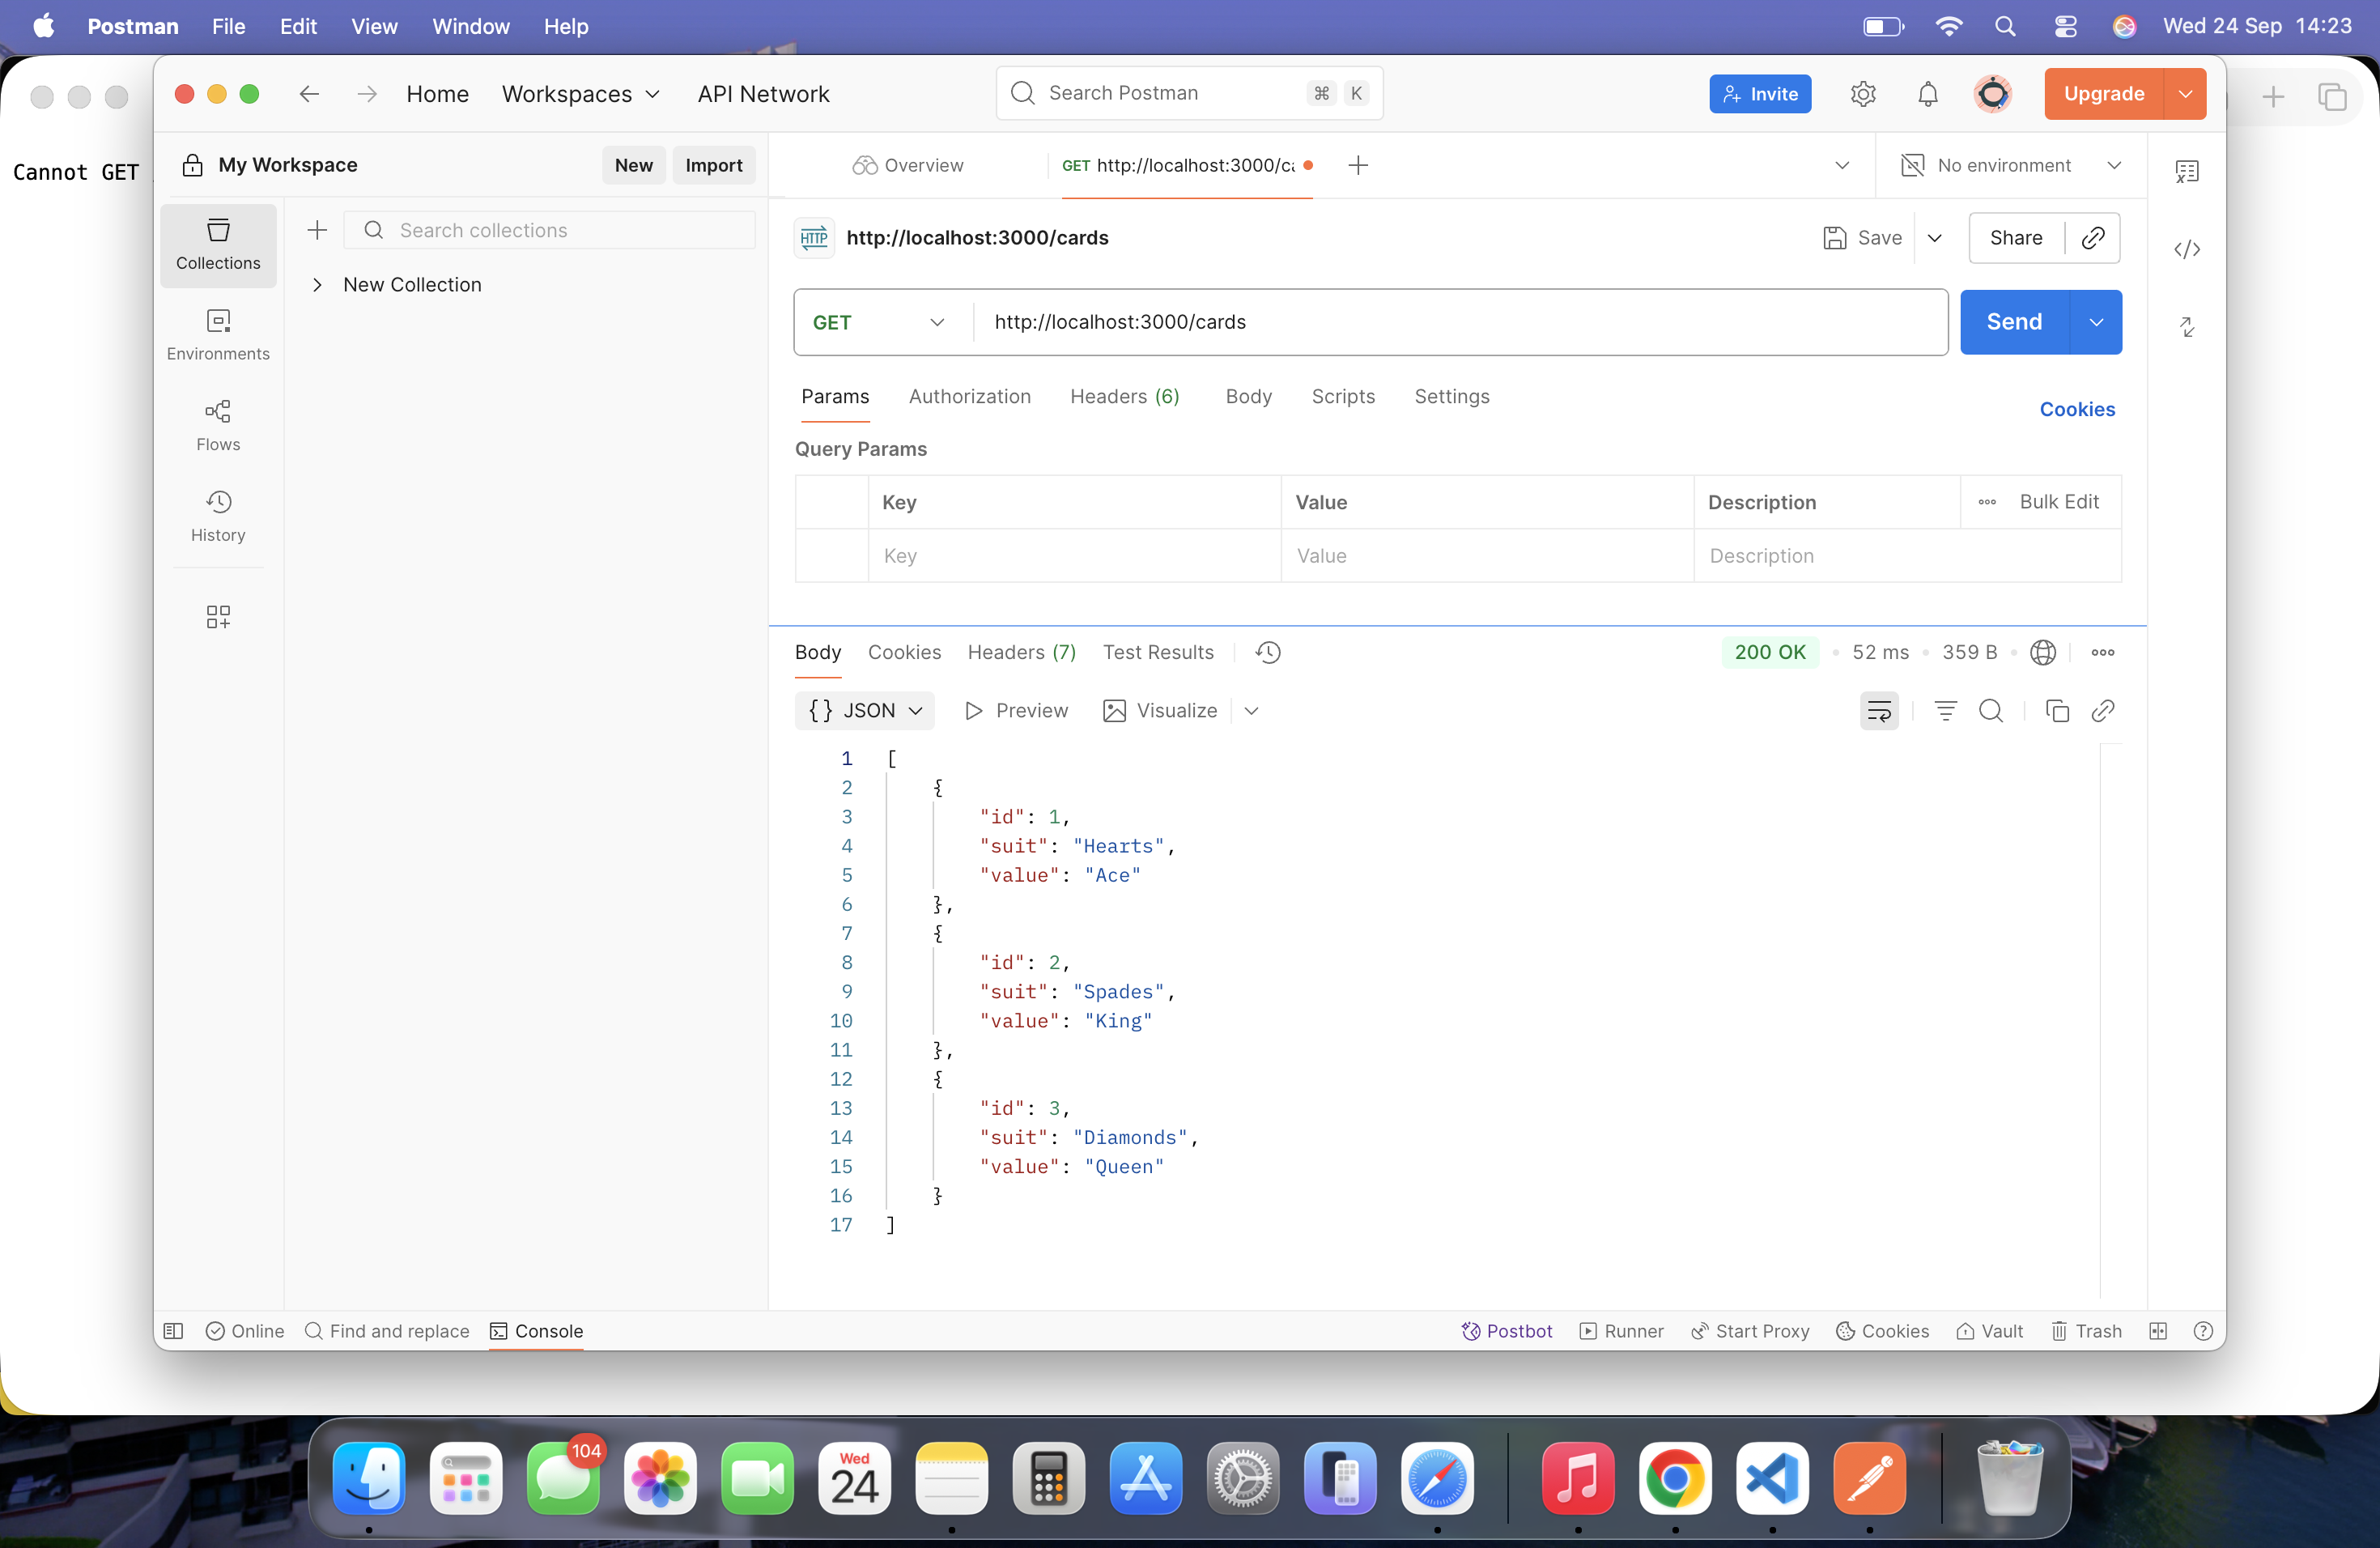 Postman File Edit View Window Help Wed 24 Sep 14:23
Home Workspaces API Network Search Postman ⌘ K Invite Upgrade
Cannot GET
My Workspace New Import Overview GET http://localhost:3000/c No environment
Collections
Search collections
New Collection
Environments
Flows
History
HTTP http://localhost:3000/cards Save Share
GET http://localhost:3000/cards Send
Params Authorization Headers (6) Body Scripts Settings Cookies
Query Params
Key Value Description Bulk Edit
Key Value Description
Body Cookies Headers (7) Test Results 200 OK 52 ms 359 B
{} JSON Preview Visualize
1 [
2 {
3 "id": 1,
4 "suit": "Hearts",
5 "value": "Ace"
6 },
7 {
8 "id": 2,
9 "suit": "Spades",
10 "value": "King"
11 },
12 {
13 "id": 3,
14 "suit": "Diamonds",
15 "value": "Queen"
16 }
17 ]
Online Find and replace Console Postbot Runner Start Proxy Cookies Vault Trash
104
Wed
24